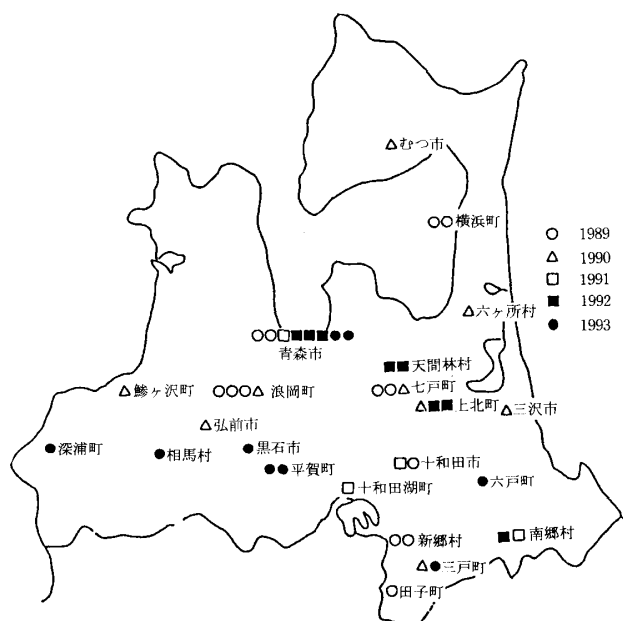 むつ市
横浜町
○ 1989
△ 1990
□ 1991
■ 1992
● 1993
六ヶ所村
青森市
天間林村
鰺ヶ沢町
浪岡町
七戸町
上北町
三沢市
弘前市
深浦町
相馬村
黒石市
平賀町
十和田市
十和田湖町
六戸町
新郷村
南郷村
三戸町
田子町